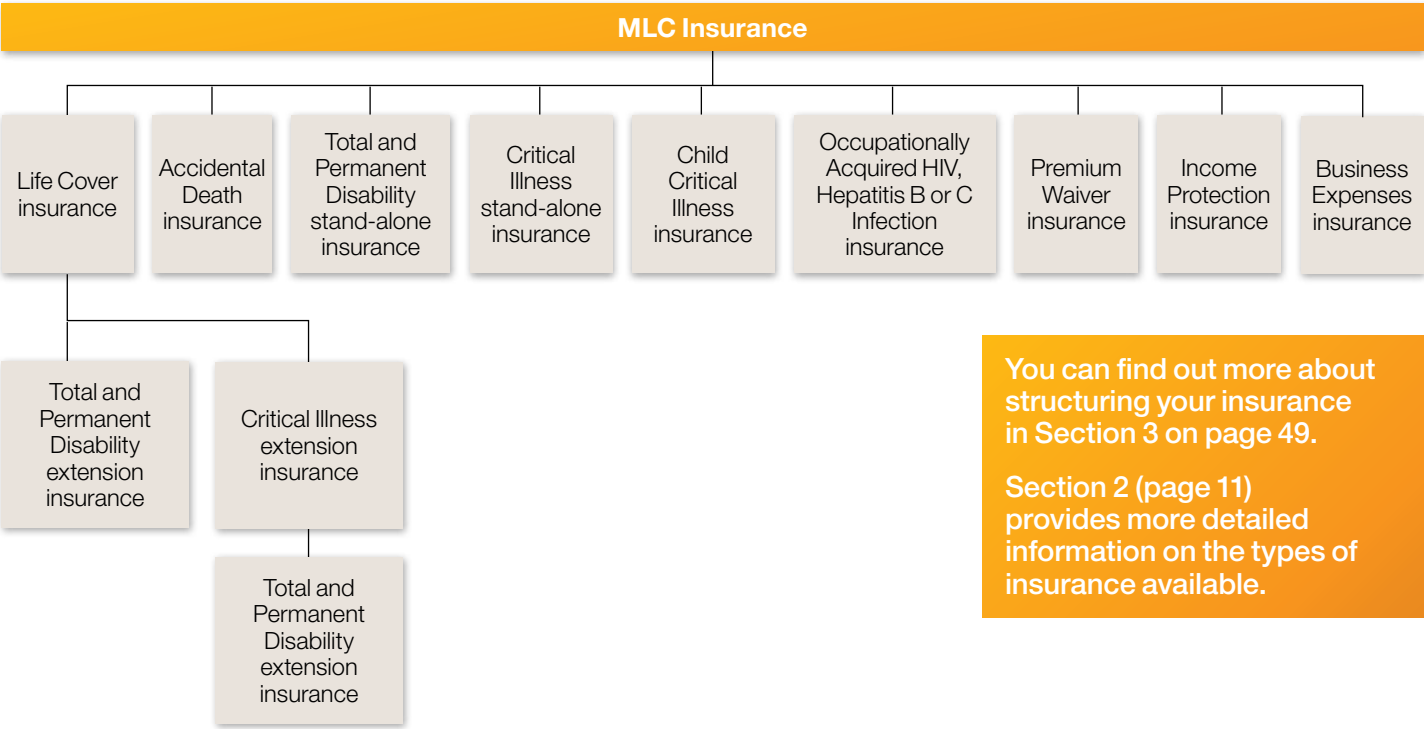 MLC Insurance
Life Cover
insurance
Accidental
Death
insurance
Total and
Permanent
Disability
stand-alone
insurance
Critical
Illness
stand-alone
insurance
Child
Critical
Illness
insurance
Occupationally
Acquired HIV,
Hepatitis B or C
Infection
insurance
Premium
Waiver
insurance
Income
Protection
insurance
Business
Expenses
insurance
Total and
Permanent
Disability
extension
insurance
Critical Illness
extension
insurance
Total and
Permanent
Disability
extension
insurance
You can find out more about
structuring your insurance
in Section 3 on page 49.
Section 2 (page 11)
provides more detailed
information on the types of
insurance available.